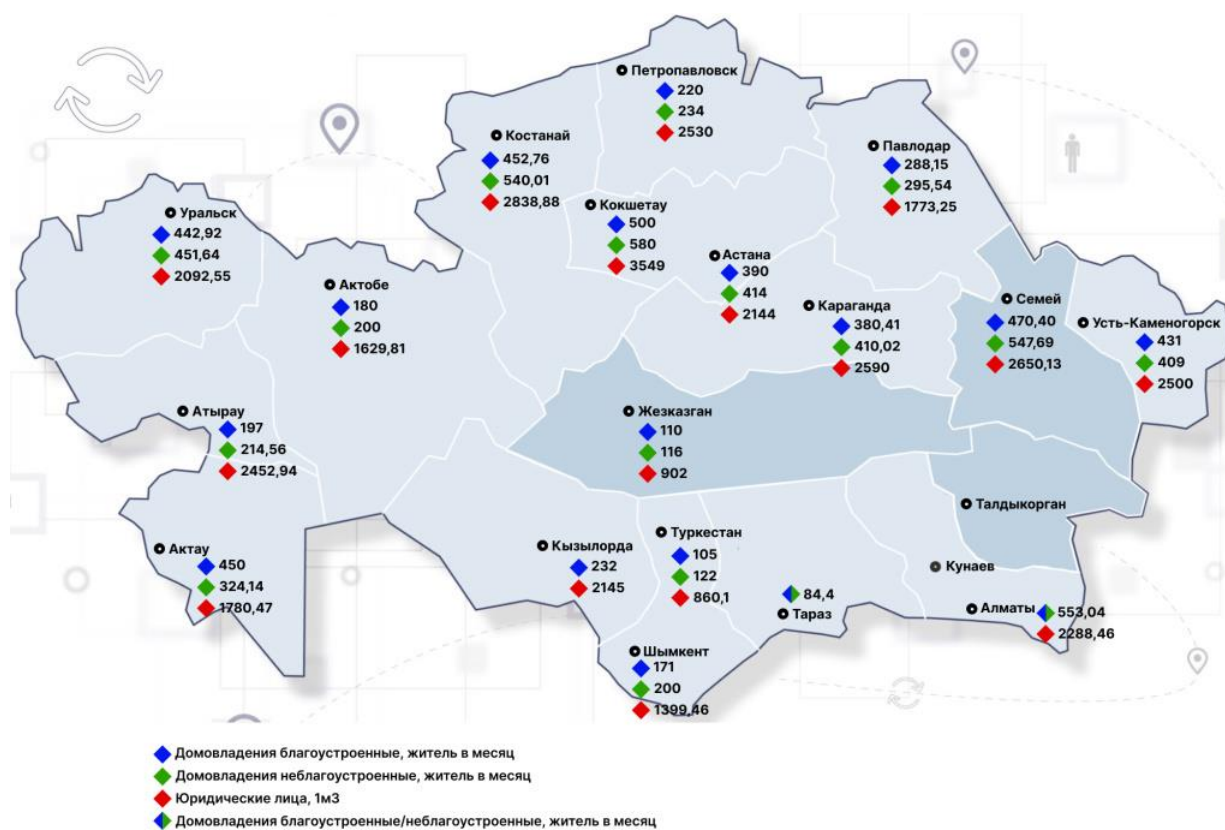 Петропавловск
220
234
2530
Костанай
452,76
540,01
2838,88
Павлодар
288,15
295,54
1773,25
Кокшетау
500
580
3549
Уральск
442,92
451,64
2092,55
Астана
390
414
2144
Актобе
180
200
1629,81
Караганда
380,41
410,02
2590
Семей
470,40
547,69
2650,13
Усть-Каменогорск
431
409
2500
Атырау
197
214,56
2452,94
Жезказган
110
116
902
Талдыкорган
Актау
450
324,14
1780,47
Кызылорда
232
2145
Туркестан
105
122
860,1
Кунаев
84,4
Тараз
Алматы
553,04
2288,46
Шымкент
171
200
1399,46
Домовладения благоустроенные, житель в месяц
Домовладения неблагоустроенные, житель в месяц
Юридические лица, 1м3
Домовладения благоустроенные/неблагоустроенные, житель в месяц